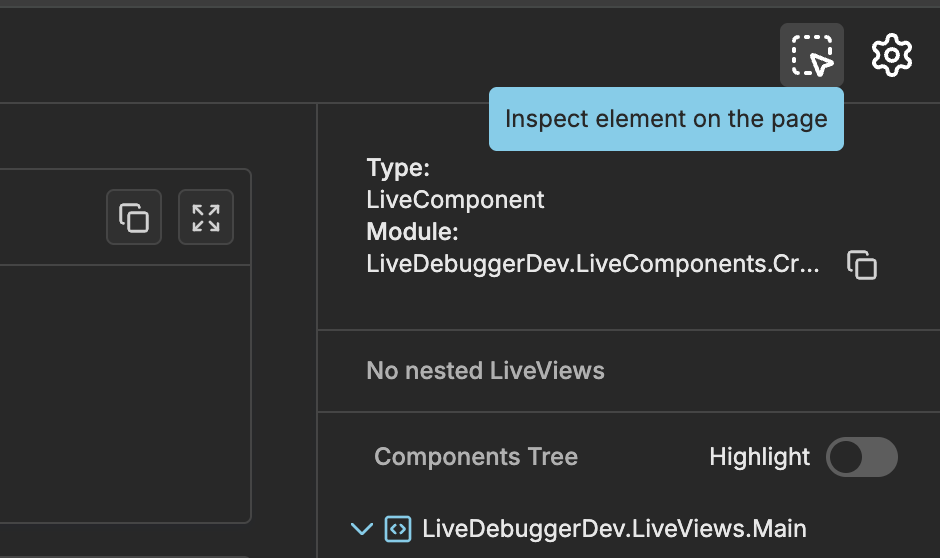 Inspect element on the page
Type:
LiveComponent
Module:
LiveDebuggerDev.LiveComponents.Cr...
No nested LiveViews
Components Tree
Highlight
LiveDebuggerDev.LiveViews.Main